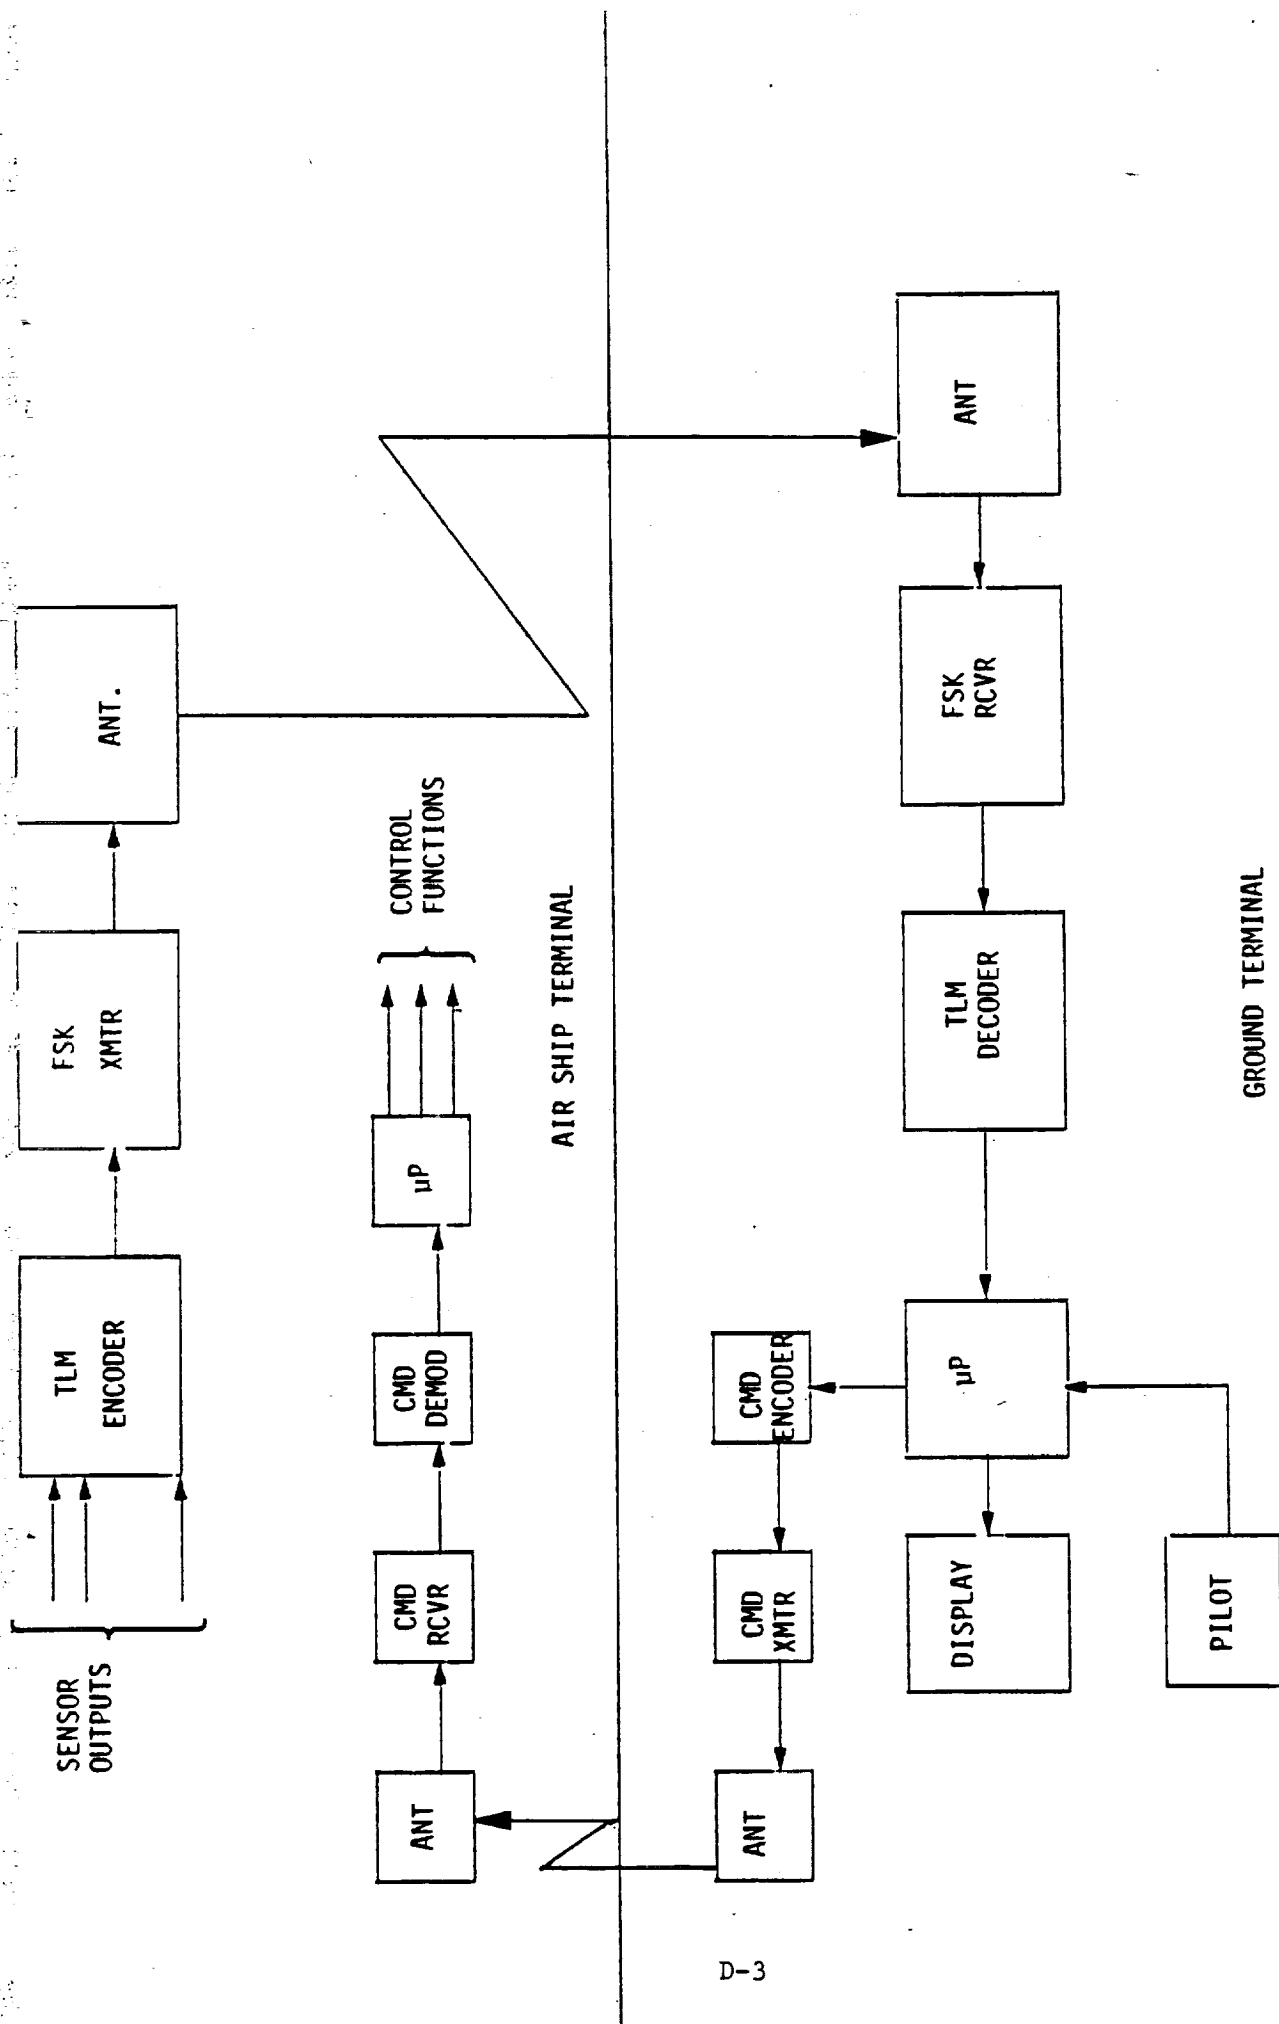 SENSOR
OUTPUTS
TLM
ENCODER
FSK
XMTR
ANT.
ANT
CMD
RCVR
CMD
DEMOD
µP
CONTROL
FUNCTIONS
AIR SHIP TERMINAL
ANT
CMD
XMTR
CMD
ENCODER
DISPLAY
µP
TLM
DECODER
FSK
RCVR
ANT
PILOT
GROUND TERMINAL
D-3